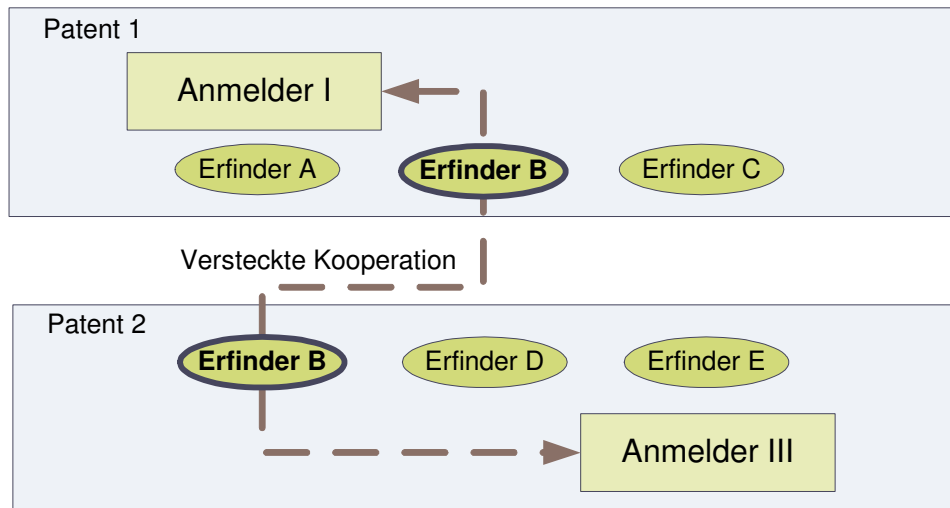 Patent 1
Anmelder I
Erfinder A
Erfinder B
Erfinder C
Versteckte Kooperation
Patent 2
Erfinder B
Erfinder D
Erfinder E
Anmelder III